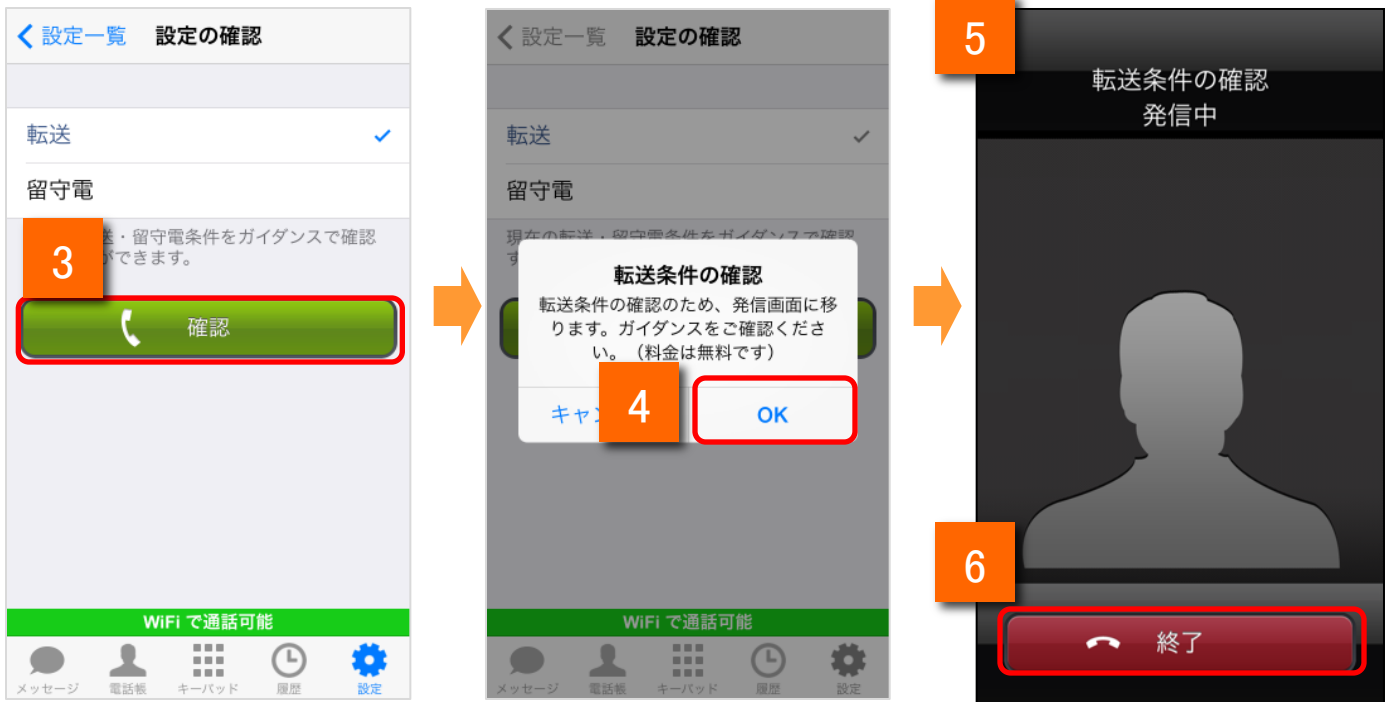 設定一覧 設定の確認
転送
留守電
3
・留守電条件をガイダンスで確認
ができます。
確認
WiFi で通話可能
メッセージ 電話帳 キーパッド 履歴 設定
設定一覧 設定の確認
転送
留守電
現在の転送・留守電条件をガイダンスで確認
す
転送条件の確認
転送条件の確認のため、発信画面に移
ります。ガイダンスをご確認くださ
い。（料金は無料です）
4
キャン
OK
WiFi で通話可能
メッセージ 電話帳 キーパッド 履歴 設定
5
転送条件の確認
発信中
6
終了